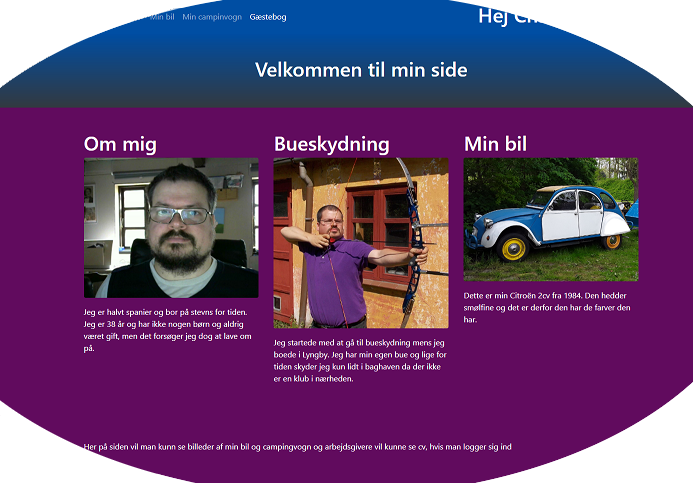 Min bil Min campinvogn Gæstebog
Hej
Velkommen til min side
Om mig
Jeg er halvt spanier og bor på stevns for tiden.
Jeg er 38 år og har ikke nogen børn og aldrig
været gift, men det forsøger jeg dog at lave om
på.
Bueskydning
Jeg startede med at gå til bueskydning mens jeg
boede i Lyngby. Jeg har min egen bue og lige for
tiden skyder jeg kun lidt i baghaven da der ikke
er en klub i nærheden.
Min bil
Dette er min Citroën 2cv fra 1984. Den hedder
smølfine og det er derfor den har de farver den
har.
Her på siden vil man kunn se billeder af min bil og campingvogn og arbejdsgivere vil kunne se cv, hvis man logger sig ind